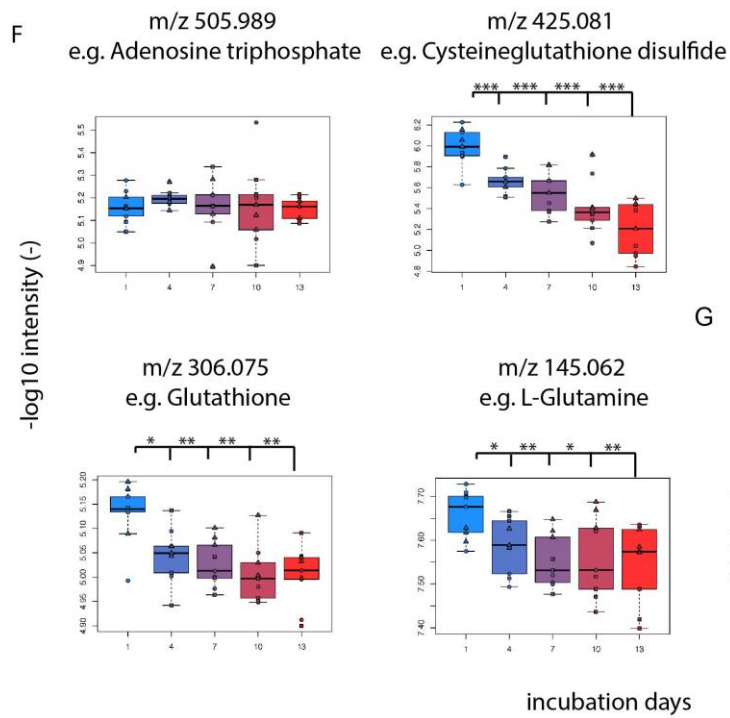 F
m/z 505.989
e.g. Adenosine triphosphate
m/z 425.081
e.g. Cysteineglutathione disulfide
*** *** *** ***
5.5
5.4
5.3
5.2
5.1
5.0
4.9
1 4 7 10 13
6.2
6.0
5.8
5.6
5.4
5.2
5.0
4.8
1 4 7 10 13
-log10 intensity (-)
G
m/z 306.075
e.g. Glutathione
m/z 145.062
e.g. L-Glutamine
* ** ** **
5.20
5.15
5.10
5.05
5.00
4.95
4.90
1 4 7 10 13
* ** * **
7.70
7.60
7.50
7.40
1 4 7 10 13
incubation days